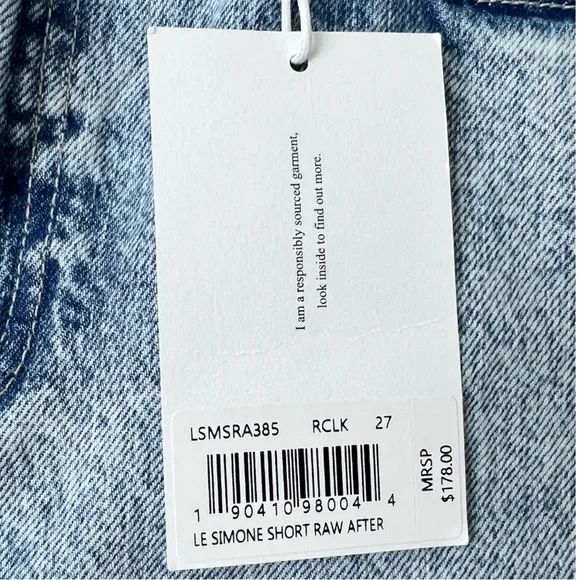 I am a responsibly sourced garment,
look inside to find out more.
LSMSRA385 RCLK 27
1 90410 98004 4
LE SIMONE SHORT RAW AFTER
MRSP
$178.00